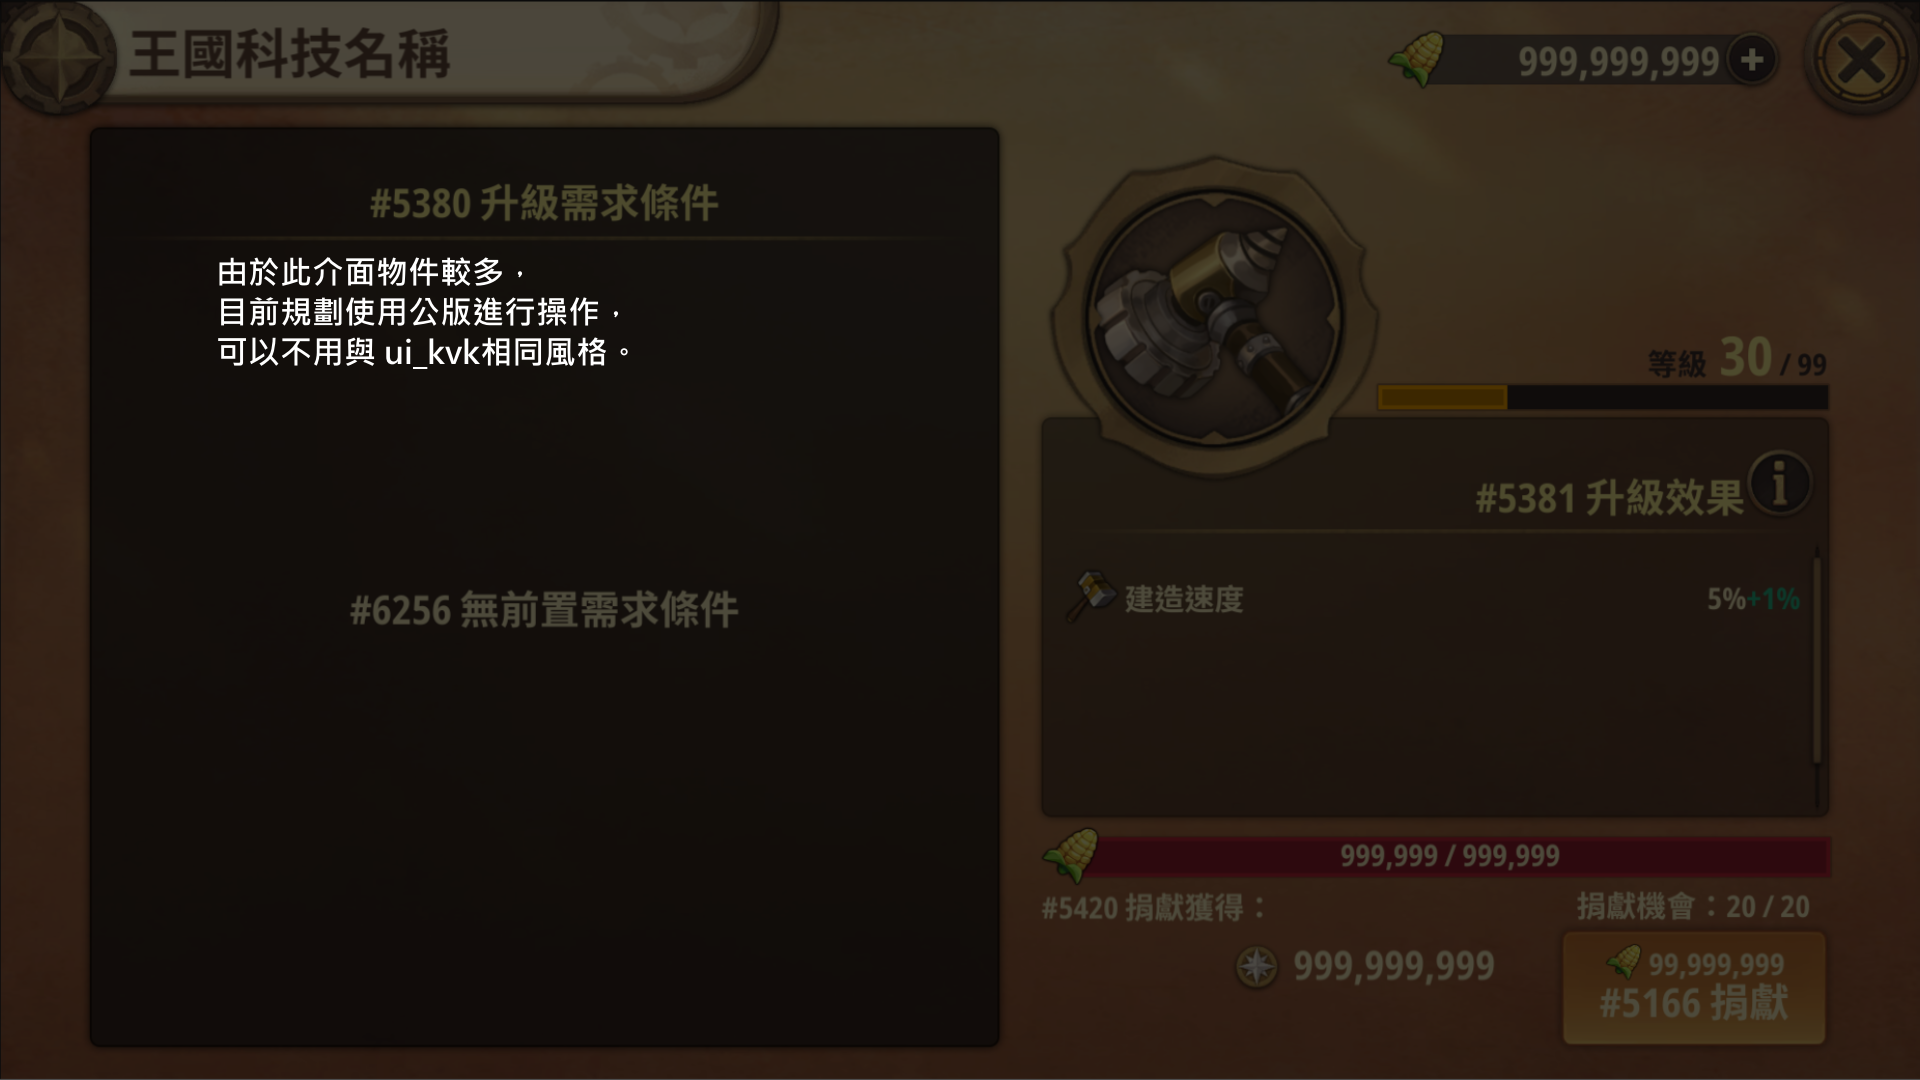 王國科技名稱
999,999,999
#5380 升級需求條件
由於此介面物件較多，
目前規劃使用公版進行操作，
可以不用與 ui_kvk相同風格。
#6256 無前置需求條件
等級 30 / 99
#5381 升級效果
建造速度 5%+1%
999,999 / 999,999
#5420 捐獻獲得：
捐獻機會：20 / 20
999,999,999
99,999,999
#5166 捐獻